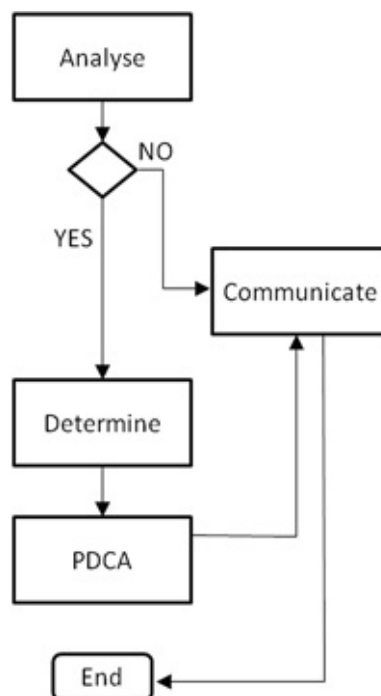 Analyse
NO
YES
Communicate
Determine
PDCA
End